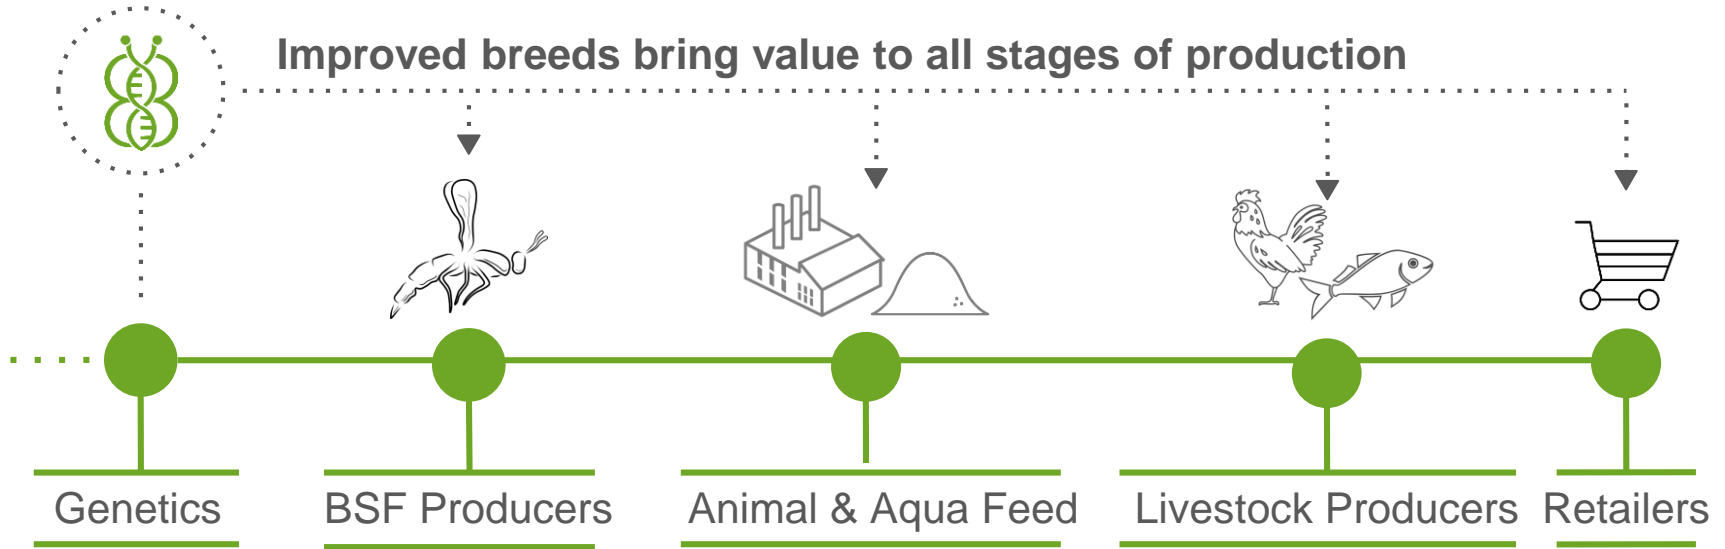 Improved breeds bring value to all stages of production
Genetics
BSF Producers
Animal & Aqua Feed
Livestock Producers
Retailers